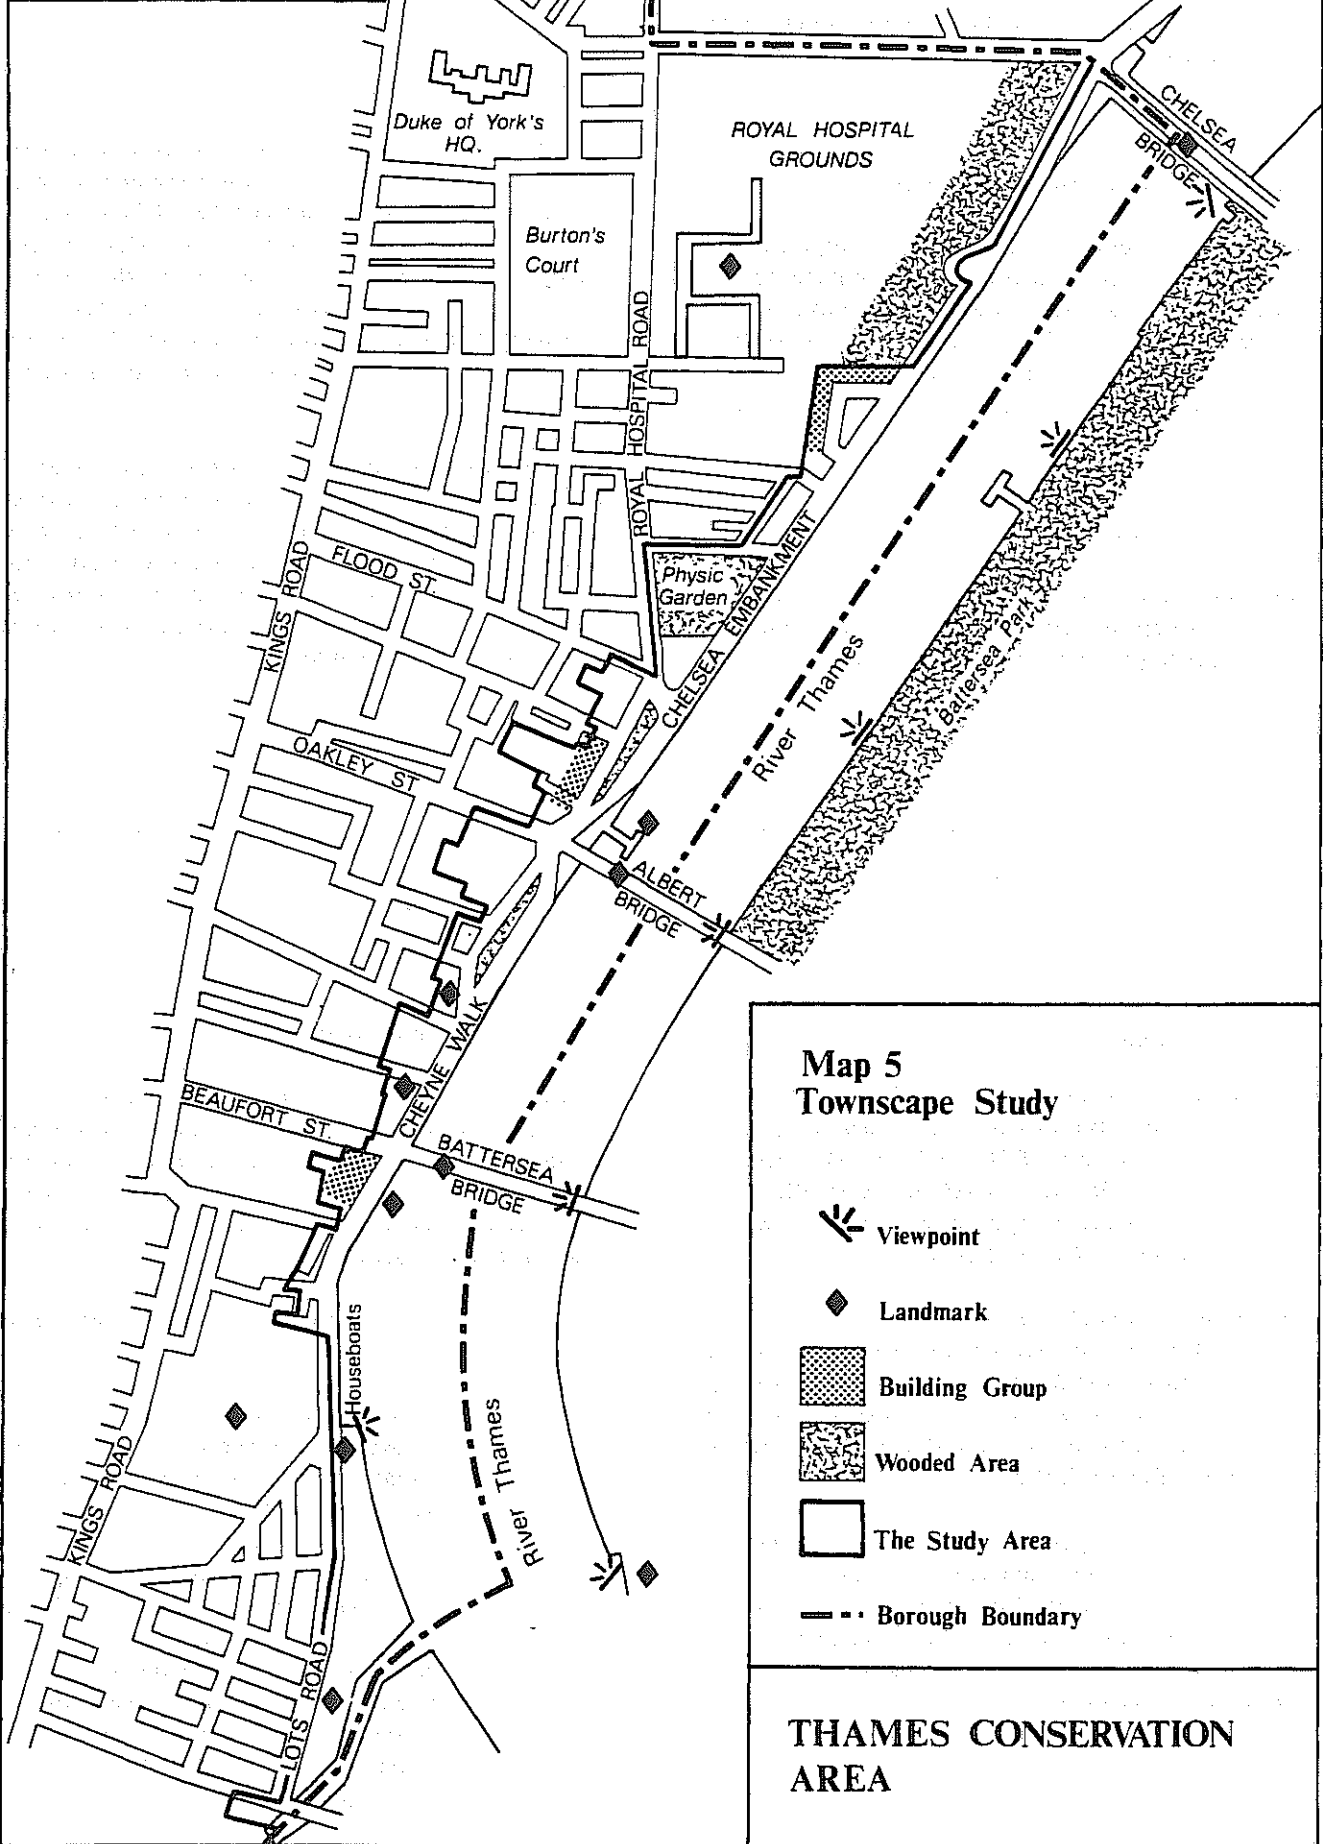 Duke of York's
HQ.
ROYAL HOSPITAL
GROUNDS
CHELSEA
BRIDGE
Burton's
Court
ROYAL HOSPITAL ROAD
KINGS ROAD
FLOOD ST.
Physic
Garden
CHELSEA EMBANKMENT
River Thames
Battersea Park
OAKLEY ST
ALBERT
BRIDGE
CHEYNE WALK
BEAUFORT ST.
BATTERSEA
BRIDGE
Houseboats
River Thames
KINGS ROAD
LOTS ROAD
Map 5
Townscape Study
Viewpoint
Landmark
Building Group
Wooded Area
The Study Area
Borough Boundary
THAMES CONSERVATION
AREA